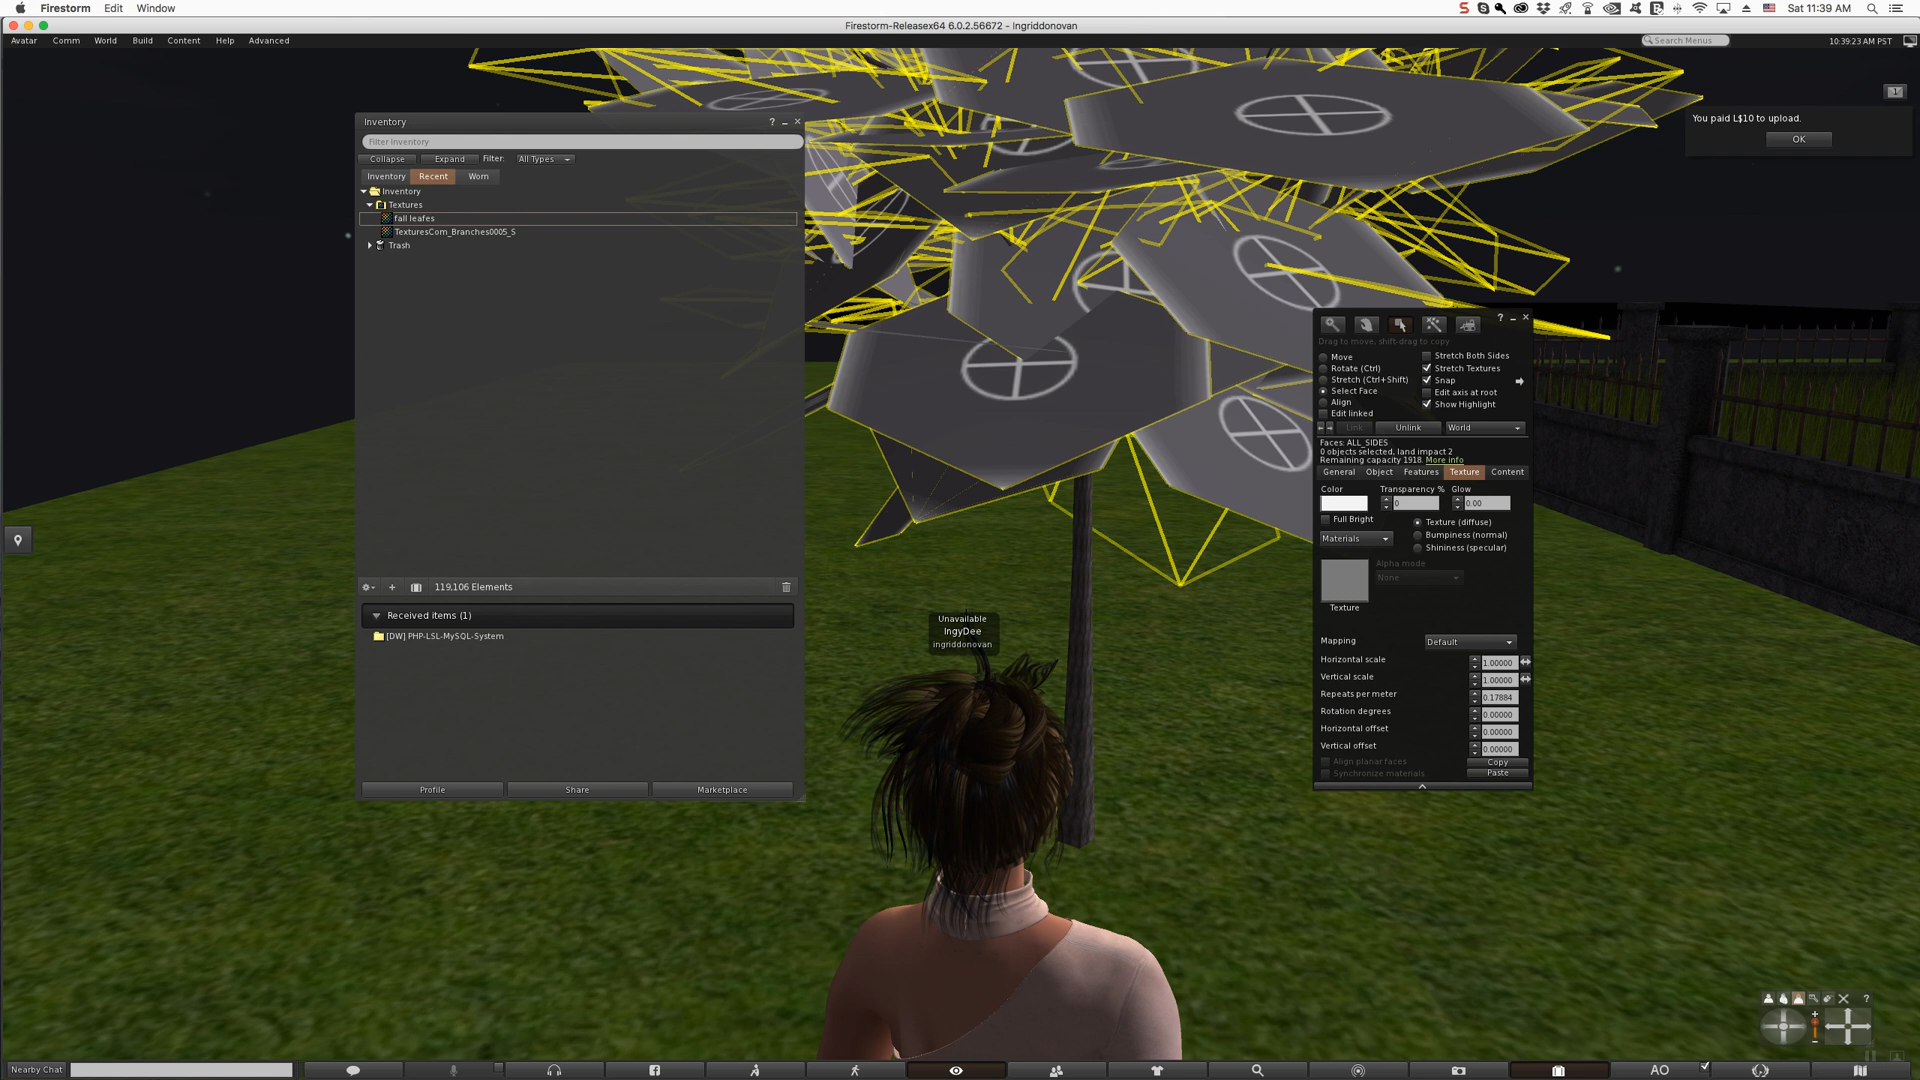 Firestorm Edit Window
Sat 11:39 AM
Firestorm-Releasex64 6.0.2.56672 - Ingriddonovan
Avatar Comm World Build Content Help Advanced
Search Menus
10:39:23 AM PST
1
You paid L$10 to upload.
OK
Inventory
? _ ×
Filter Inventory
Collapse Expand Filter: All Types
Inventory Recent Worn
Inventory
Textures
fall leafes
TexturesCom_Branches0005_S
Trash
119,106 Elements
Received items (1)
[DW] PHP-LSL-MySQL-System
Profile Share Marketplace
Unavailable
IngyDee
ingriddonovan
? _ ×
Drag to move, shift-drag to copy
Move
Rotate (Ctrl)
Stretch (Ctrl+Shift)
Select Face
Align
Edit linked
Stretch Both Sides
Stretch Textures
Snap
Edit axis at root
Show Highlight
Link Unlink World
Faces: ALL_SIDES
0 objects selected, land impact 2
Remaining capacity 1918. More info
General Object Features Texture Content
Color Transparency % Glow
0 0.00
Full Bright
Materials
Texture (diffuse)
Bumpiness (normal)
Shininess (specular)
Alpha mode
None
Texture
Mapping Default
Horizontal scale 1.00000
Vertical scale 1.00000
Repeats per meter 0.17884
Rotation degrees 0.00000
Horizontal offset 0.00000
Vertical offset 0.00000
Align planar faces Copy
Synchronize materials Paste
?
Nearby Chat
AO